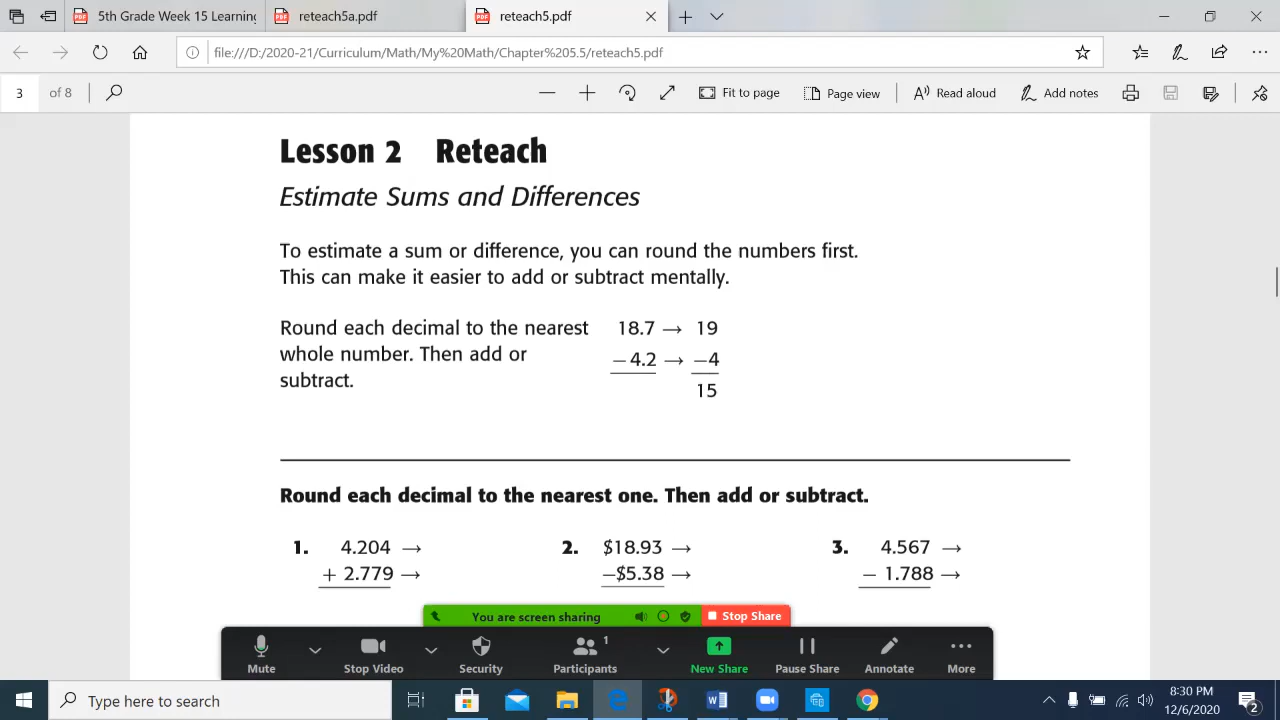 5th Grade Week 15 Learning
reteach5.pdf
reteach5.pdf
file:///D:/2020-21/Curriculum/Math/My%20Math/Chapter%205.5/reteach5.pdf
3 of 8
Fit to page
Page view
Read aloud
Add notes
Lesson 2 Reteach
Estimate Sums and Differences
To estimate a sum or difference, you can round the numbers first.
This can make it easier to add or subtract mentally.
Round each decimal to the nearest
whole number. Then add or
subtract.
18.7 → 19
− 4.2 → −4
15
Round each decimal to the nearest one. Then add or subtract.
1. 4.204 →
+ 2.779 →
2. $18.93 →
−$5.38 →
3. 4.567 →
− 1.788 →
You are screen sharing
Stop Share
Mute
Stop Video
Security
1
Participants
New Share
Pause Share
Annotate
More
Type here to search
8:30 PM
12/6/2020
2